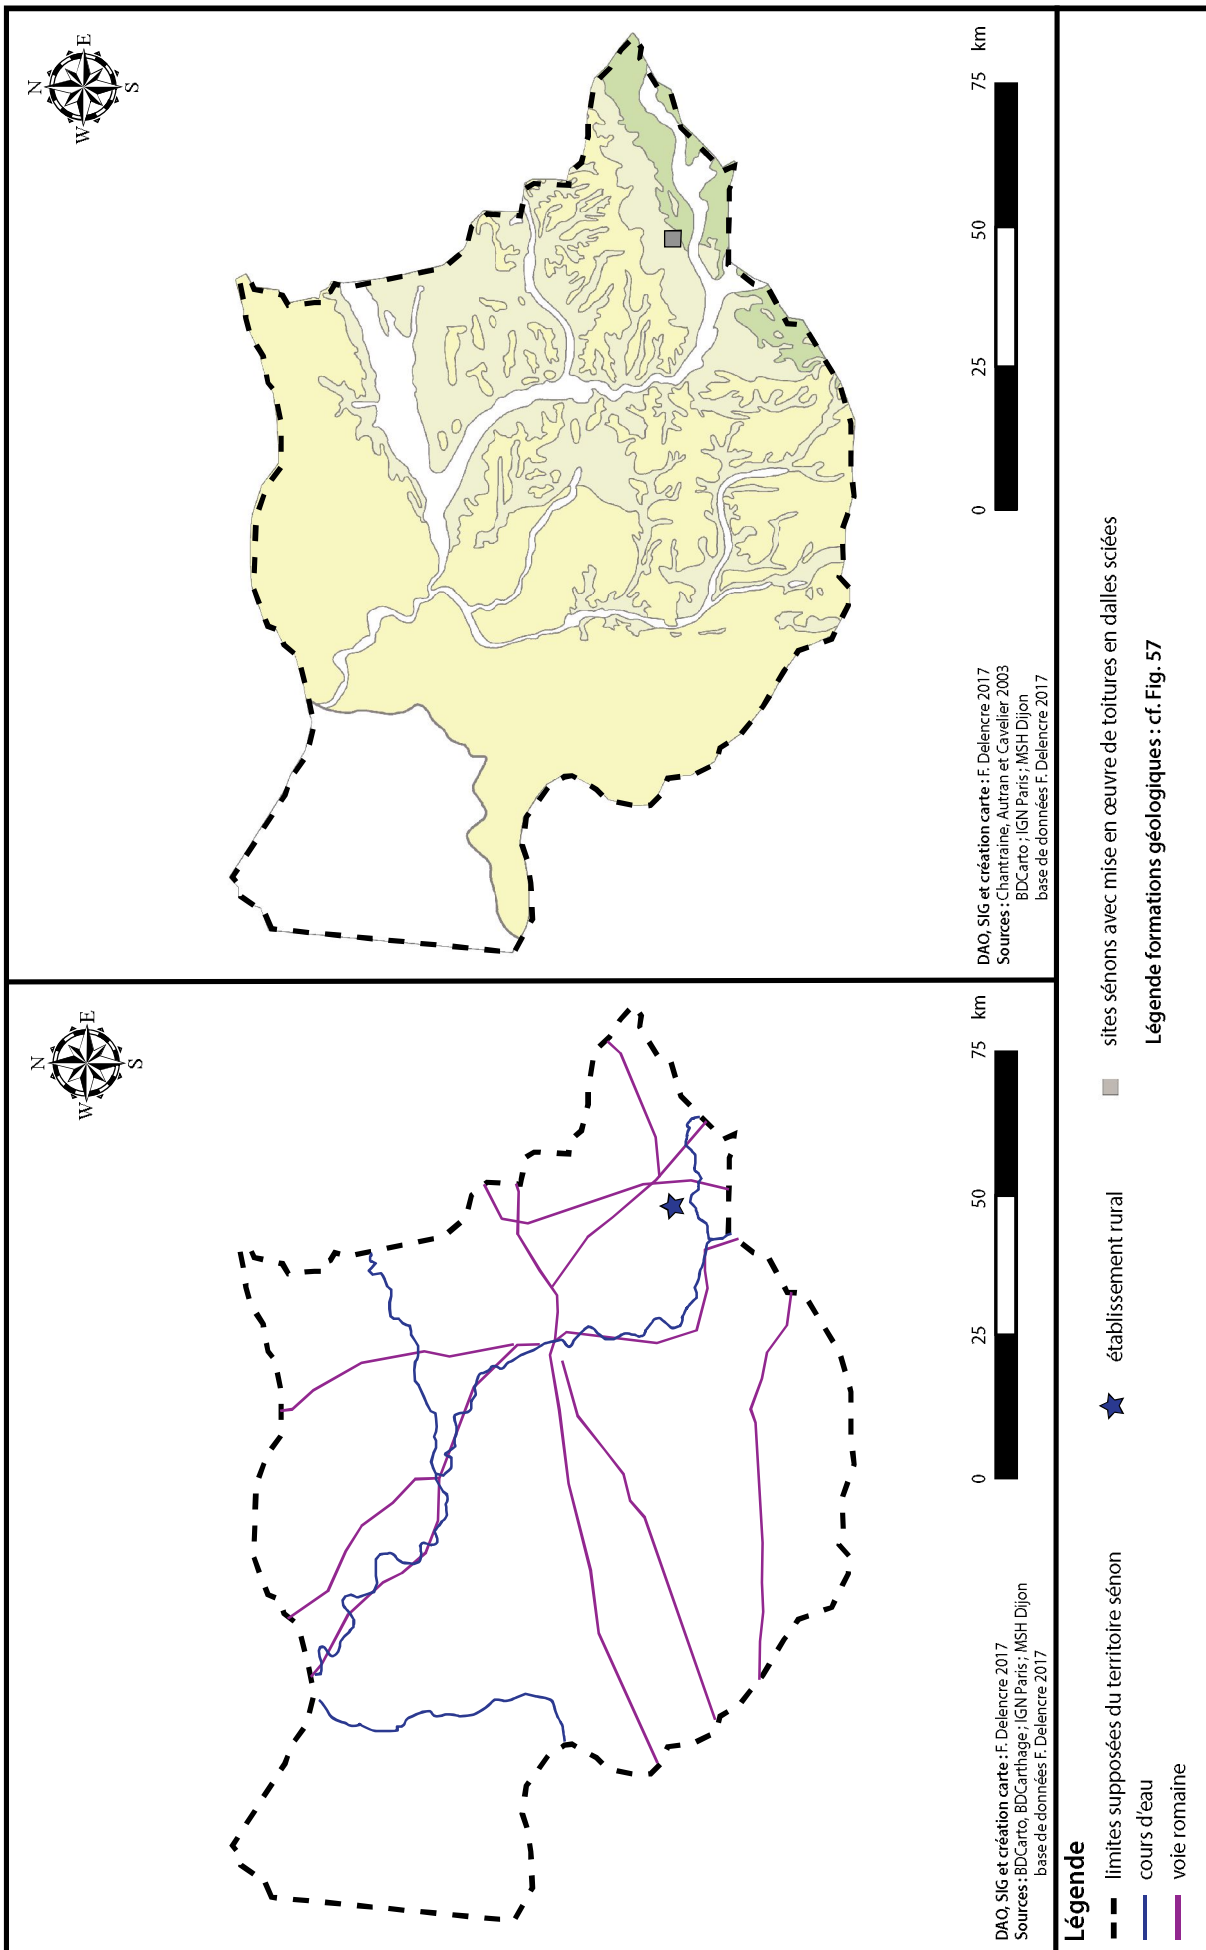 N
E
S
W
0
25
50
75
km
DAO, SIG et création carte : F. Delencre 2017
Sources : BDCarto, BDCarthage ; IGN Paris ; MSH Dijon
base de données F. Delencre 2017
N
E
S
W
0
25
50
75
km
DAO, SIG et création carte : F. Delencre 2017
Sources : Chantraine, Autran et Cavelier 2003
BDCarto ; IGN Paris ; MSH Dijon
base de données F. Delencre 2017
Légende
limites supposées du territoire sénon
cours d'eau
voie romaine
établissement rural
sites sénons avec mise en œuvre de toitures en dalles sciées
Légende formations géologiques : cf. Fig. 57